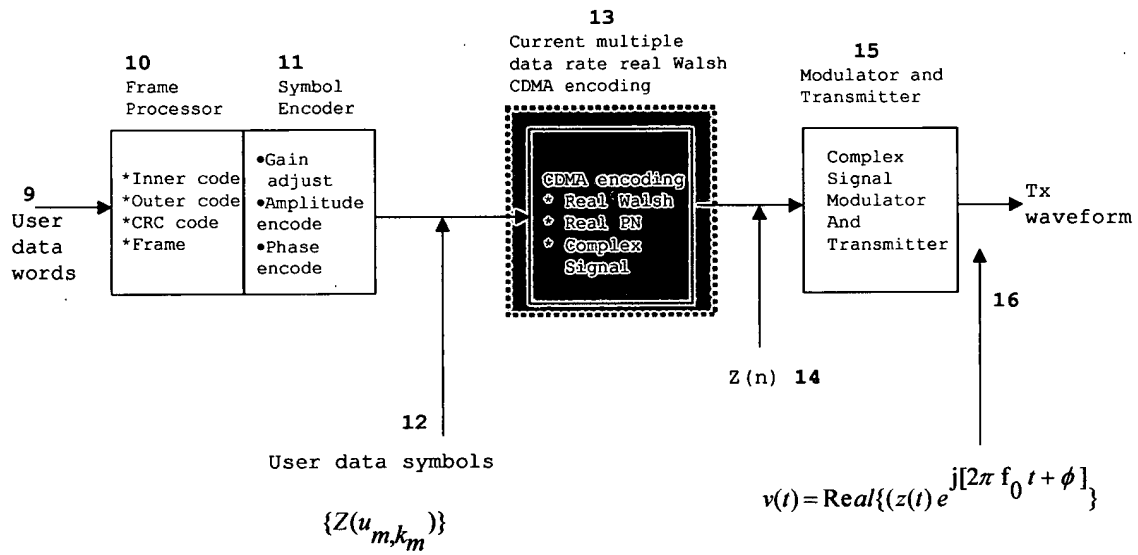 13
Current multiple
data rate real Walsh
CDMA encoding
10
Frame
Processor
11
Symbol
Encoder
15
Modulator and
Transmitter
9
User
data
words
*Inner code
*Outer code
*CRC code
*Frame
•Gain
adjust
•Amplitude
encode
•Phase
encode
CDMA encoding
* Real Walsh
* Real PN
* Complex
Signal
Complex
Signal
Modulator
And
Transmitter
Tx
waveform
16
Z(n) 14
12
User data symbols
{Z(u_{m,k_m})}
v(t) = Real{(z(t) e^{j[2π f_0 t + ϕ]}}